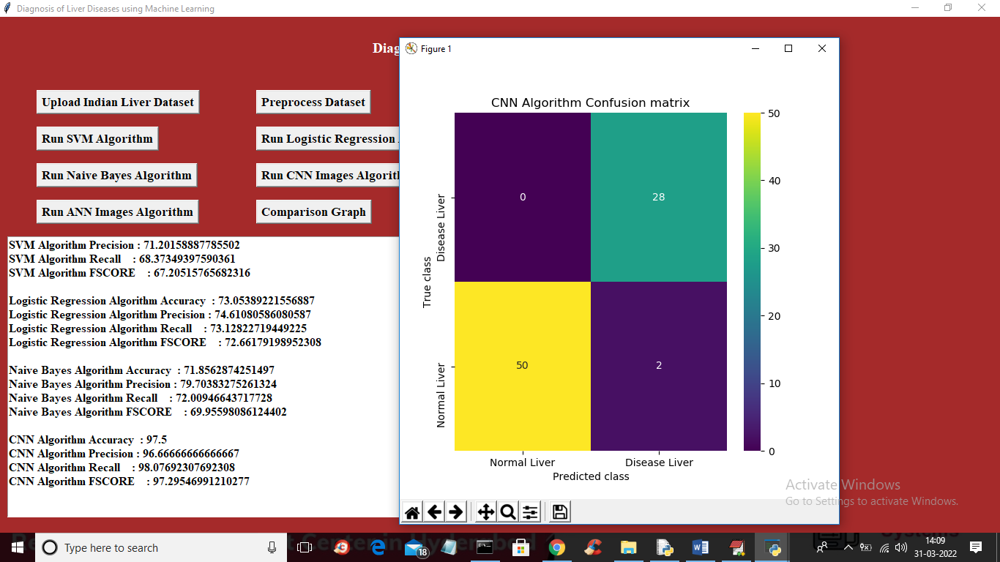 Diagnosis of Liver Diseases using Machine Learning
Diag
Upload Indian Liver Dataset
Preprocess Dataset
Run SVM Algorithm
Run Logistic Regression
Run Naive Bayes Algorithm
Run CNN Images Algorit
Run ANN Images Algorithm
Comparison Graph
SVM Algorithm Precision : 71.20158887785502
SVM Algorithm Recall : 68.37349397590361
SVM Algorithm FSCORE : 67.20515765682316
Logistic Regression Algorithm Accuracy : 73.05389221556887
Logistic Regression Algorithm Precision : 74.61080586080587
Logistic Regression Algorithm Recall : 73.12822719449225
Logistic Regression Algorithm FSCORE : 72.66179198952308
Naive Bayes Algorithm Accuracy : 71.8562874251497
Naive Bayes Algorithm Precision : 79.70383275261324
Naive Bayes Algorithm Recall : 72.00946643717728
Naive Bayes Algorithm FSCORE : 69.95598086124402
CNN Algorithm Accuracy : 97.5
CNN Algorithm Precision : 96.66666666666667
CNN Algorithm Recall : 98.07692307692308
CNN Algorithm FSCORE : 97.29546991210277
Figure 1
CNN Algorithm Confusion matrix
True class
Disease Liver
Normal Liver
0
28
50
2
Normal Liver
Disease Liver
Predicted class
50
40
30
20
10
0
Activate Windows
Go to Settings to activate Windows.
Type here to search
18
14:09
31-03-2022